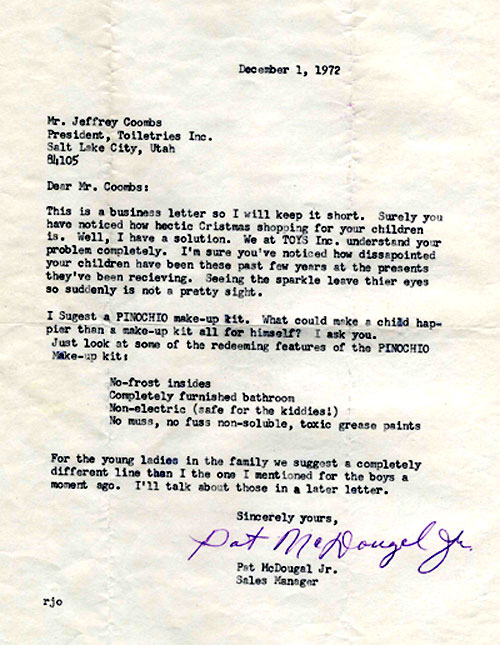 December 1, 1972
Mr. Jeffrey Coombs
President, Toiletries Inc.
Salt Lake City, Utah
84105
Dear Mr. Coombs:
This is a business letter so I will keep it short. Surely you
have noticed how hectic Cristmas shopping for your children
is. Well, I have a solution. We at TOYS Inc. understand your
problem completely. I'm sure you've noticed how dissapointed
your children have been these past few years at the presents
they've been recieving. Seeing the sparkle leave thier eyes
so suddenly is not a pretty sight.
I Sugest a PINOCHIO make-up kit. What could make a child hap-
pier than a make-up kit all for himself? I ask you.
Just look at some of the redeeming features of the PINOCHIO
Make-up kit:
No-frost insides
Completely furnished bathroom
Non-electric (safe for the kiddies!)
No muss, no fuss non-soluble, toxic grease paints
For the young ladies in the family we suggest a completely
different line than I the one I mentioned for the boys a
moment ago. I'll talk about those in a later letter.
Sincerely yours,
Pat McDougel Jr.
Pat McDougal Jr.
Sales Manager
rjo